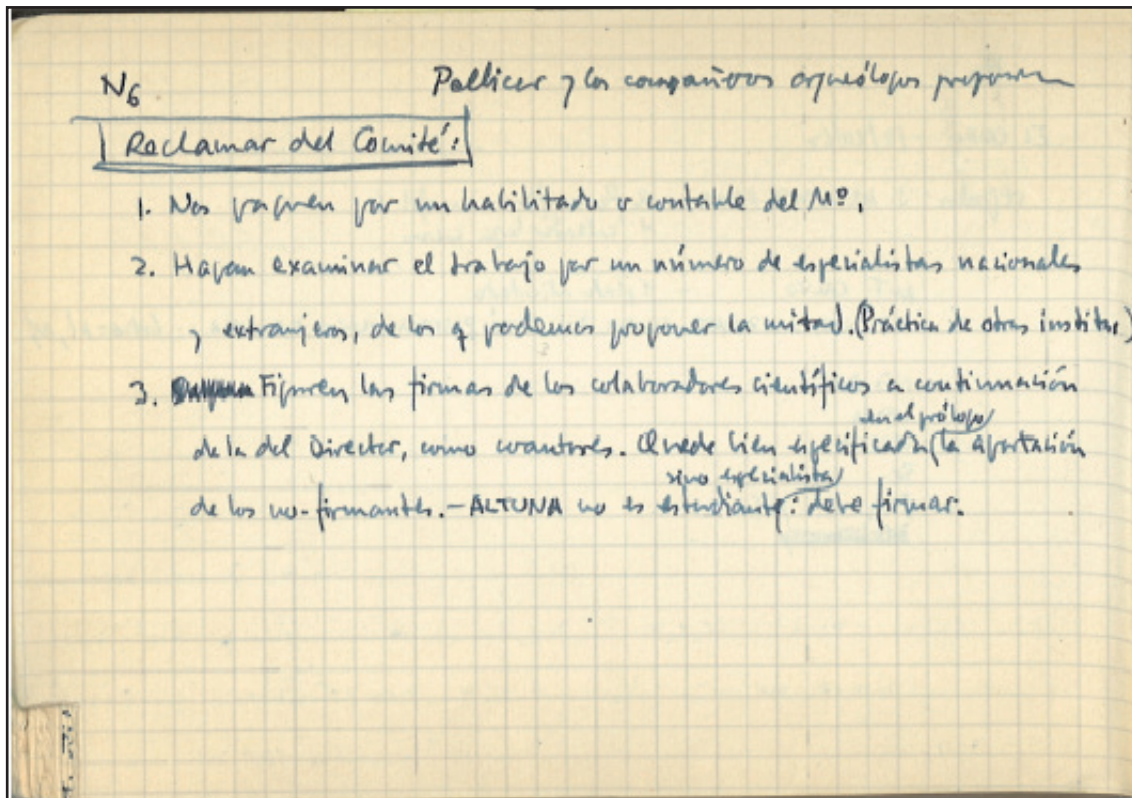 N6 Pellicer y los compañeros arqueólogos proponen
Reclamar del Comité:
1. Nos paguen por un habilitado o contable del Mº.
2. Hagan examinar el trabajo por un número de especialistas nacionales
y extranjeros, de los q podemos proponer la mitad. (Práctica de otras institus.)
3. Figuren las firmas de los colaboradores científicos a continuación
de la del Director, como coautores. Quede bien especificada (en el prólogo) la aportación
de los no-firmantes. - ALTUNA no es estudiante, sino especialista: debe firmar.